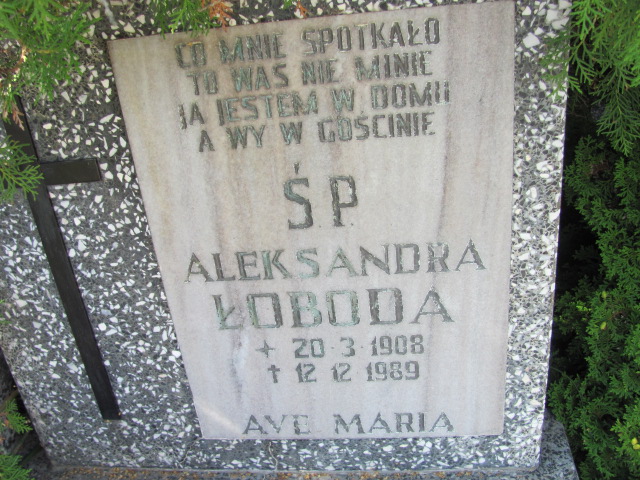 CO MNIE SPOTKAŁO
TO WAS NIE MINIE
JA JESTEM W DOMU
A WY W GOŚCINIE
Ś.P.
ALEKSANDRA
ŁOBODA
+ 20·3·1908
† 12 12 1989
AVE MARIA